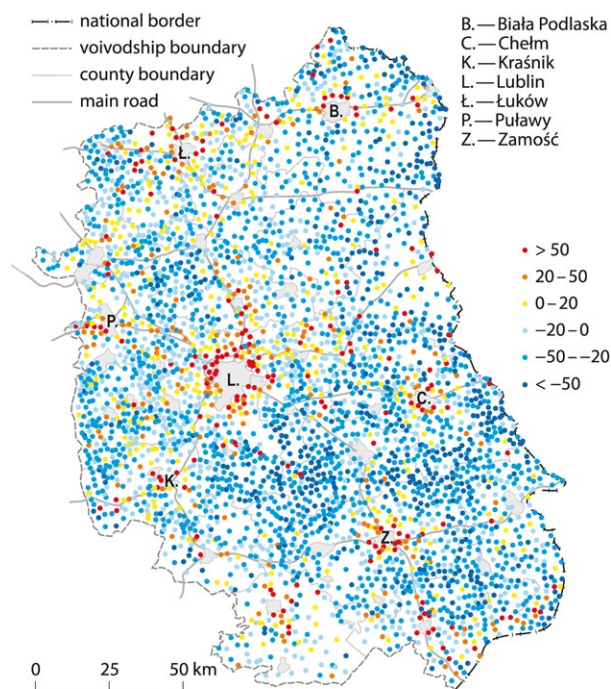 national border
voivodship boundary
county boundary
main road
B. — Biała Podlaska
C. — Chełm
K. — Kraśnik
L. — Lublin
Ł. — Łuków
P. — Puławy
Z. — Zamość
B.
Ł.
P.
L.
C.
K.
Z.
> 50
20 – 50
0 – 20
−20 – 0
−50 – −20
< −50
0 25 50 km